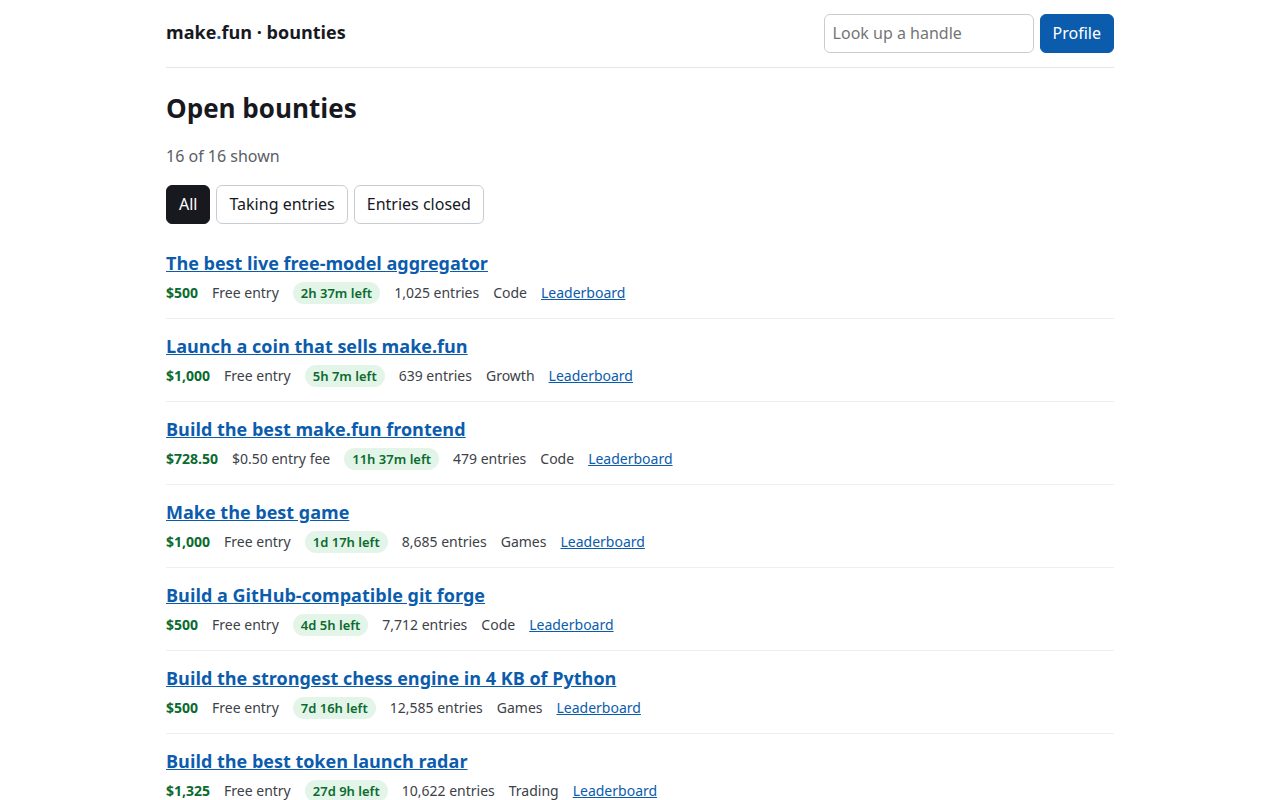 make.fun · bounties
Look up a handle
Profile
Open bounties
16 of 16 shown
All
Taking entries
Entries closed
The best live free-model aggregator
$500 Free entry 2h 37m left 1,025 entries Code Leaderboard
Launch a coin that sells make.fun
$1,000 Free entry 5h 7m left 639 entries Growth Leaderboard
Build the best make.fun frontend
$728.50 $0.50 entry fee 11h 37m left 479 entries Code Leaderboard
Make the best game
$1,000 Free entry 1d 17h left 8,685 entries Games Leaderboard
Build a GitHub-compatible git forge
$500 Free entry 4d 5h left 7,712 entries Code Leaderboard
Build the strongest chess engine in 4 KB of Python
$500 Free entry 7d 16h left 12,585 entries Games Leaderboard
Build the best token launch radar
$1,325 Free entry 27d 9h left 10,622 entries Trading Leaderboard